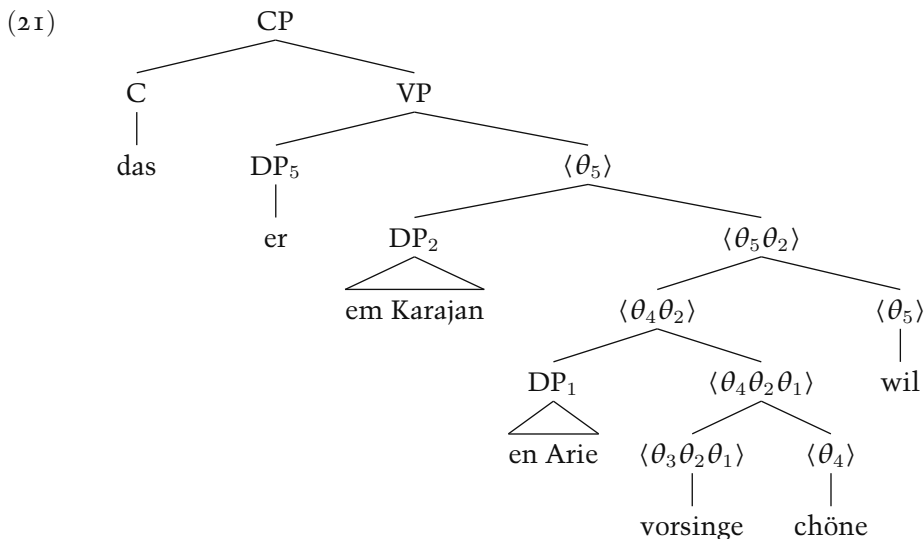 (21) CP
C VP
das DP₅ ⟨θ₅⟩
er DP₂ ⟨θ₅θ₂⟩
em Karajan ⟨θ₄θ₂⟩ ⟨θ₅⟩
DP₁ ⟨θ₄θ₂θ₁⟩ wil
en Arie ⟨θ₃θ₂θ₁⟩ ⟨θ₄⟩
vorsinge chöne